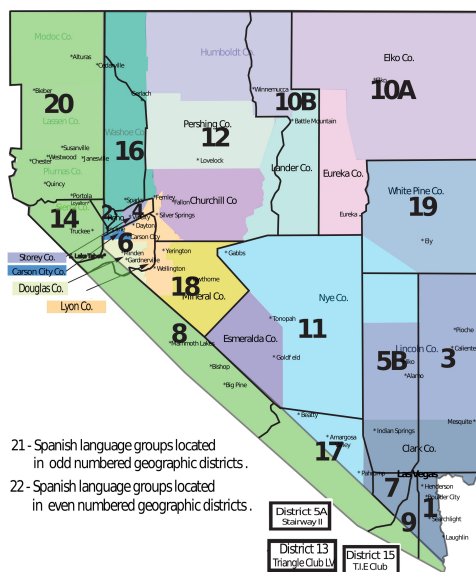 Modoc Co.
*Alturas
*Cedarville
Humboldt Co.
Elko Co.
*Bieber
20
Gerlach
*Winnemucca
10B
10A
Lassen Co.
Washoe Co.
16
Pershing Co.
12
*Battle Mountain
*Susanville
*Westwood
*Chester
*Janesville
*Lovelock
Lander Co.
Eureka Co.
Plumas Co.
*Quincy
White Pine Co.
19
*Portola
Loyalton
*Fernley
*Fallon
Churchill Co
14
2
4
*Silver Springs
Eureka*
Truckee*
*Dayton
6
Carson City
*Ely
Storey Co.
*Lake Tahoe
*Minden
*Gardnerville
*Yerington
*Gabbs
Carson City Co.
Douglas Co.
*Wellington
18
Mineral Co.
Nye Co.
Lyon Co.
8
*Mammoth Lakes
*Tonopah
11
Esmeralda Co.
*Goldfield
Lincoln Co.
5B
3
*Pioche
*Caliente
*Bishop
*Alamo
*Big Pine
*Beatty
Mesquite*
*Indian Springs
*Amargosa
17
Clark Co.
21 - Spanish language groups located
in odd numbered geographic districts.
*Pahrump
Las Vegas
7
*Henderson
*Boulder City
1
22 - Spanish language groups located
in even numbered geographic districts.
District 5A
Stairway II
9
*Searchlight
*Laughlin
District 13
Triangle Club LV
District 15
T.I.E Club